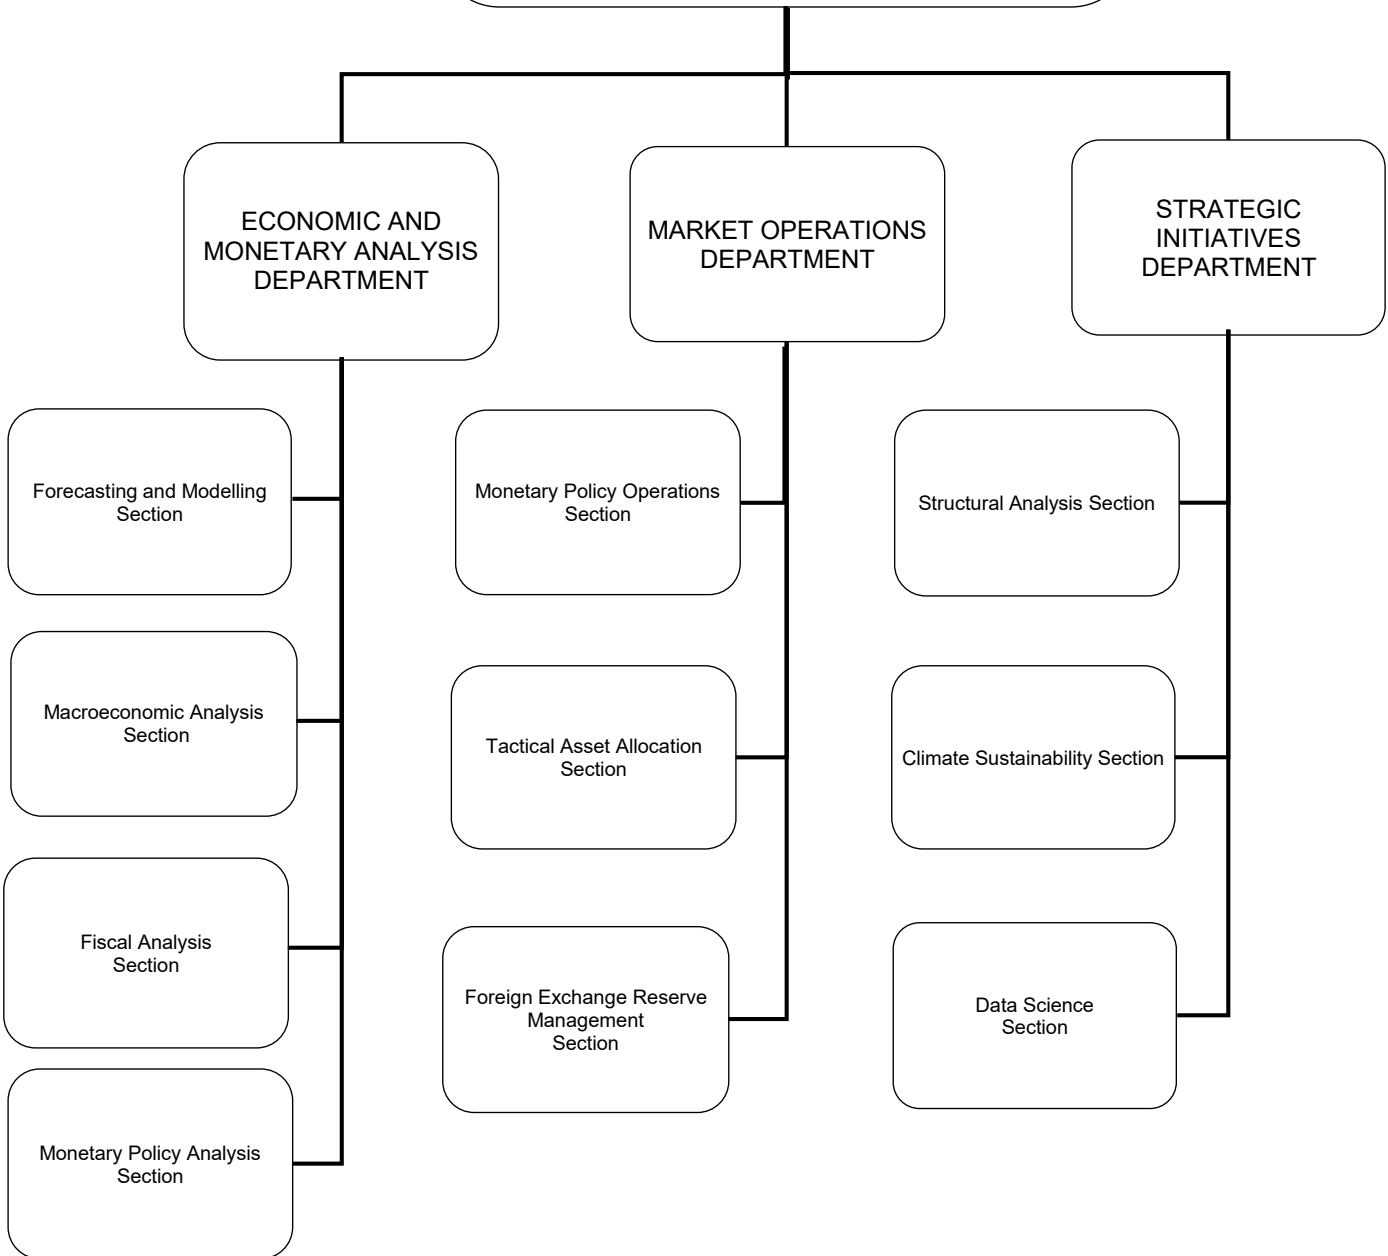 ECONOMIC AND
MONETARY ANALYSIS
DEPARTMENT
MARKET OPERATIONS
DEPARTMENT
STRATEGIC
INITIATIVES
DEPARTMENT
Forecasting and Modelling
Section
Monetary Policy Operations
Section
Structural Analysis Section
Macroeconomic Analysis
Section
Tactical Asset Allocation
Section
Climate Sustainability Section
Fiscal Analysis
Section
Foreign Exchange Reserve
Management
Section
Data Science
Section
Monetary Policy Analysis
Section